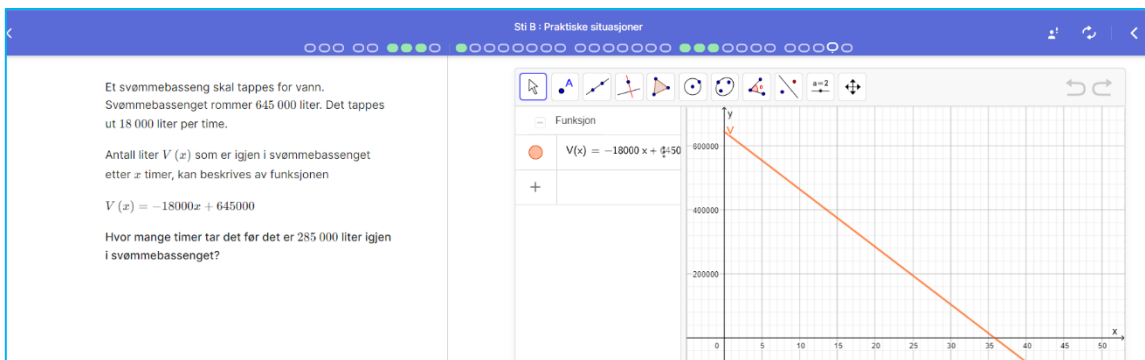 Sti B : Praktiske situasjoner
Et svømmebasseng skal tappes for vann.
Svømmebassenget rommer 645 000 liter. Det tappes
ut 18 000 liter per time.
Antall liter V (x) som er igjen i svømmebassenget
etter x timer, kan beskrives av funksjonen
V (x) = −18000x + 645000
Hvor mange timer tar det før det er 285 000 liter igjen
i svømmebassenget?
A
a=2
Funksjon
V(x) = −18000 x +
+
y
V
600000
400000
200000
0 5 10 15 20 25 30 35 40 45 50
x